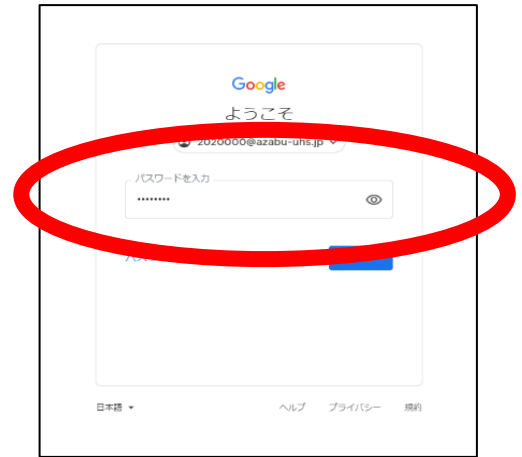 Google
ようこそ
2020000@azabu-uhs.jp
パスワードを入力
••••••••
日本語 ヘルプ プライバシー 規約